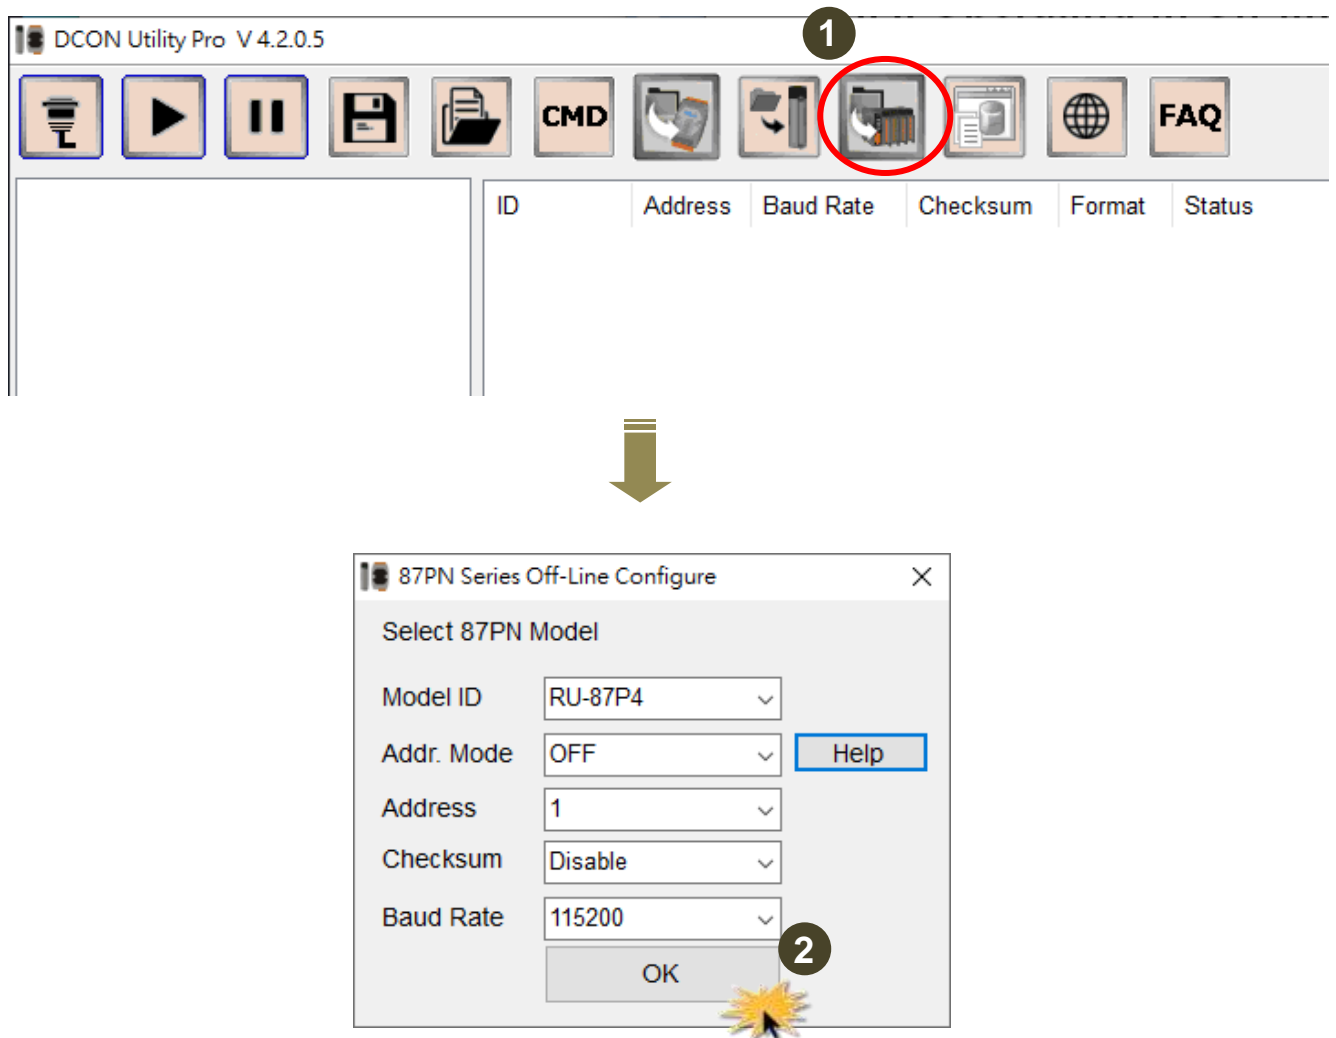 1
DCON Utility Pro V 4.2.0.5
CMD
FAQ
ID Address Baud Rate Checksum Format Status
87PN Series Off-Line Configure
Select 87PN Model
Model ID RU-87P4
Addr. Mode OFF Help
Address 1
Checksum Disable
Baud Rate 115200
2
OK